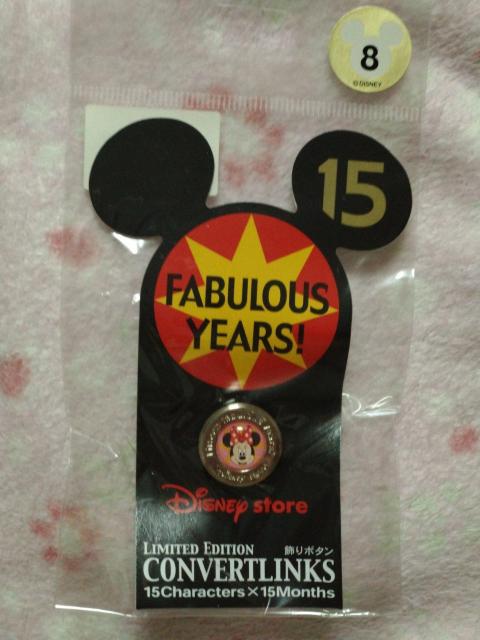 8
©DISNEY
15
FABULOUS
YEARS!
Disney store
LIMITED EDITION 飾りボタン
CONVERTLINKS
15Characters×15Months